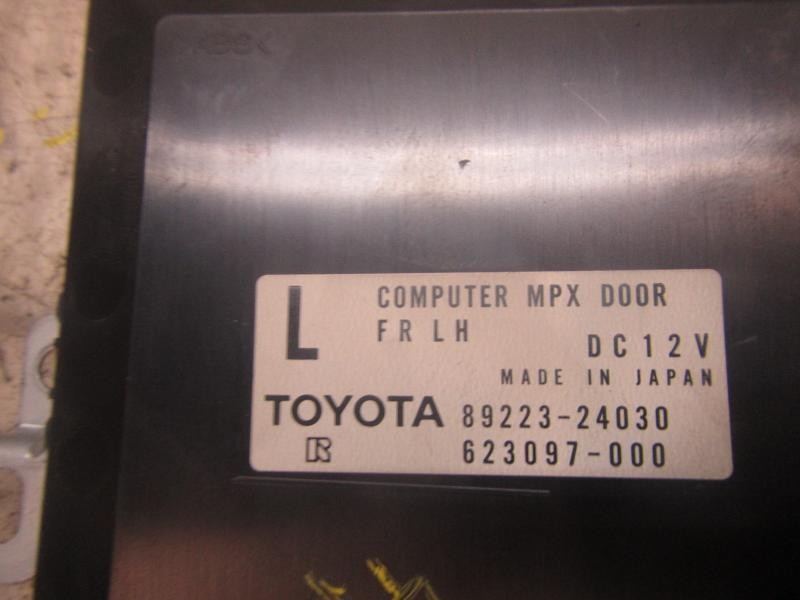 L
COMPUTER MPX DOOR
FR LH
DC12V
MADE IN JAPAN
TOYOTA 89223-24030
R 623097-000